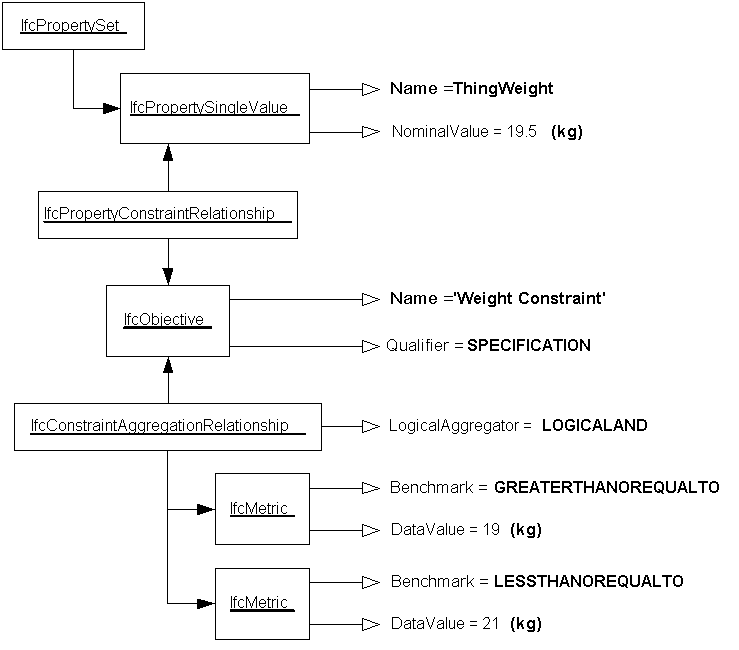 IfcPropertySet
IfcPropertySingleValue
Name =ThingWeight
NominalValue = 19.5 (kg)
IfcPropertyConstraintRelationship
IfcObjective
Name ='Weight Constraint'
Qualifier = SPECIFICATION
IfcConstraintAggregationRelationship
LogicalAggregator = LOGICALAND
IfcMetric
Benchmark = GREATERTHANOREQUALTO
DataValue = 19 (kg)
IfcMetric
Benchmark = LESSTHANOREQUALTO
DataValue = 21 (kg)